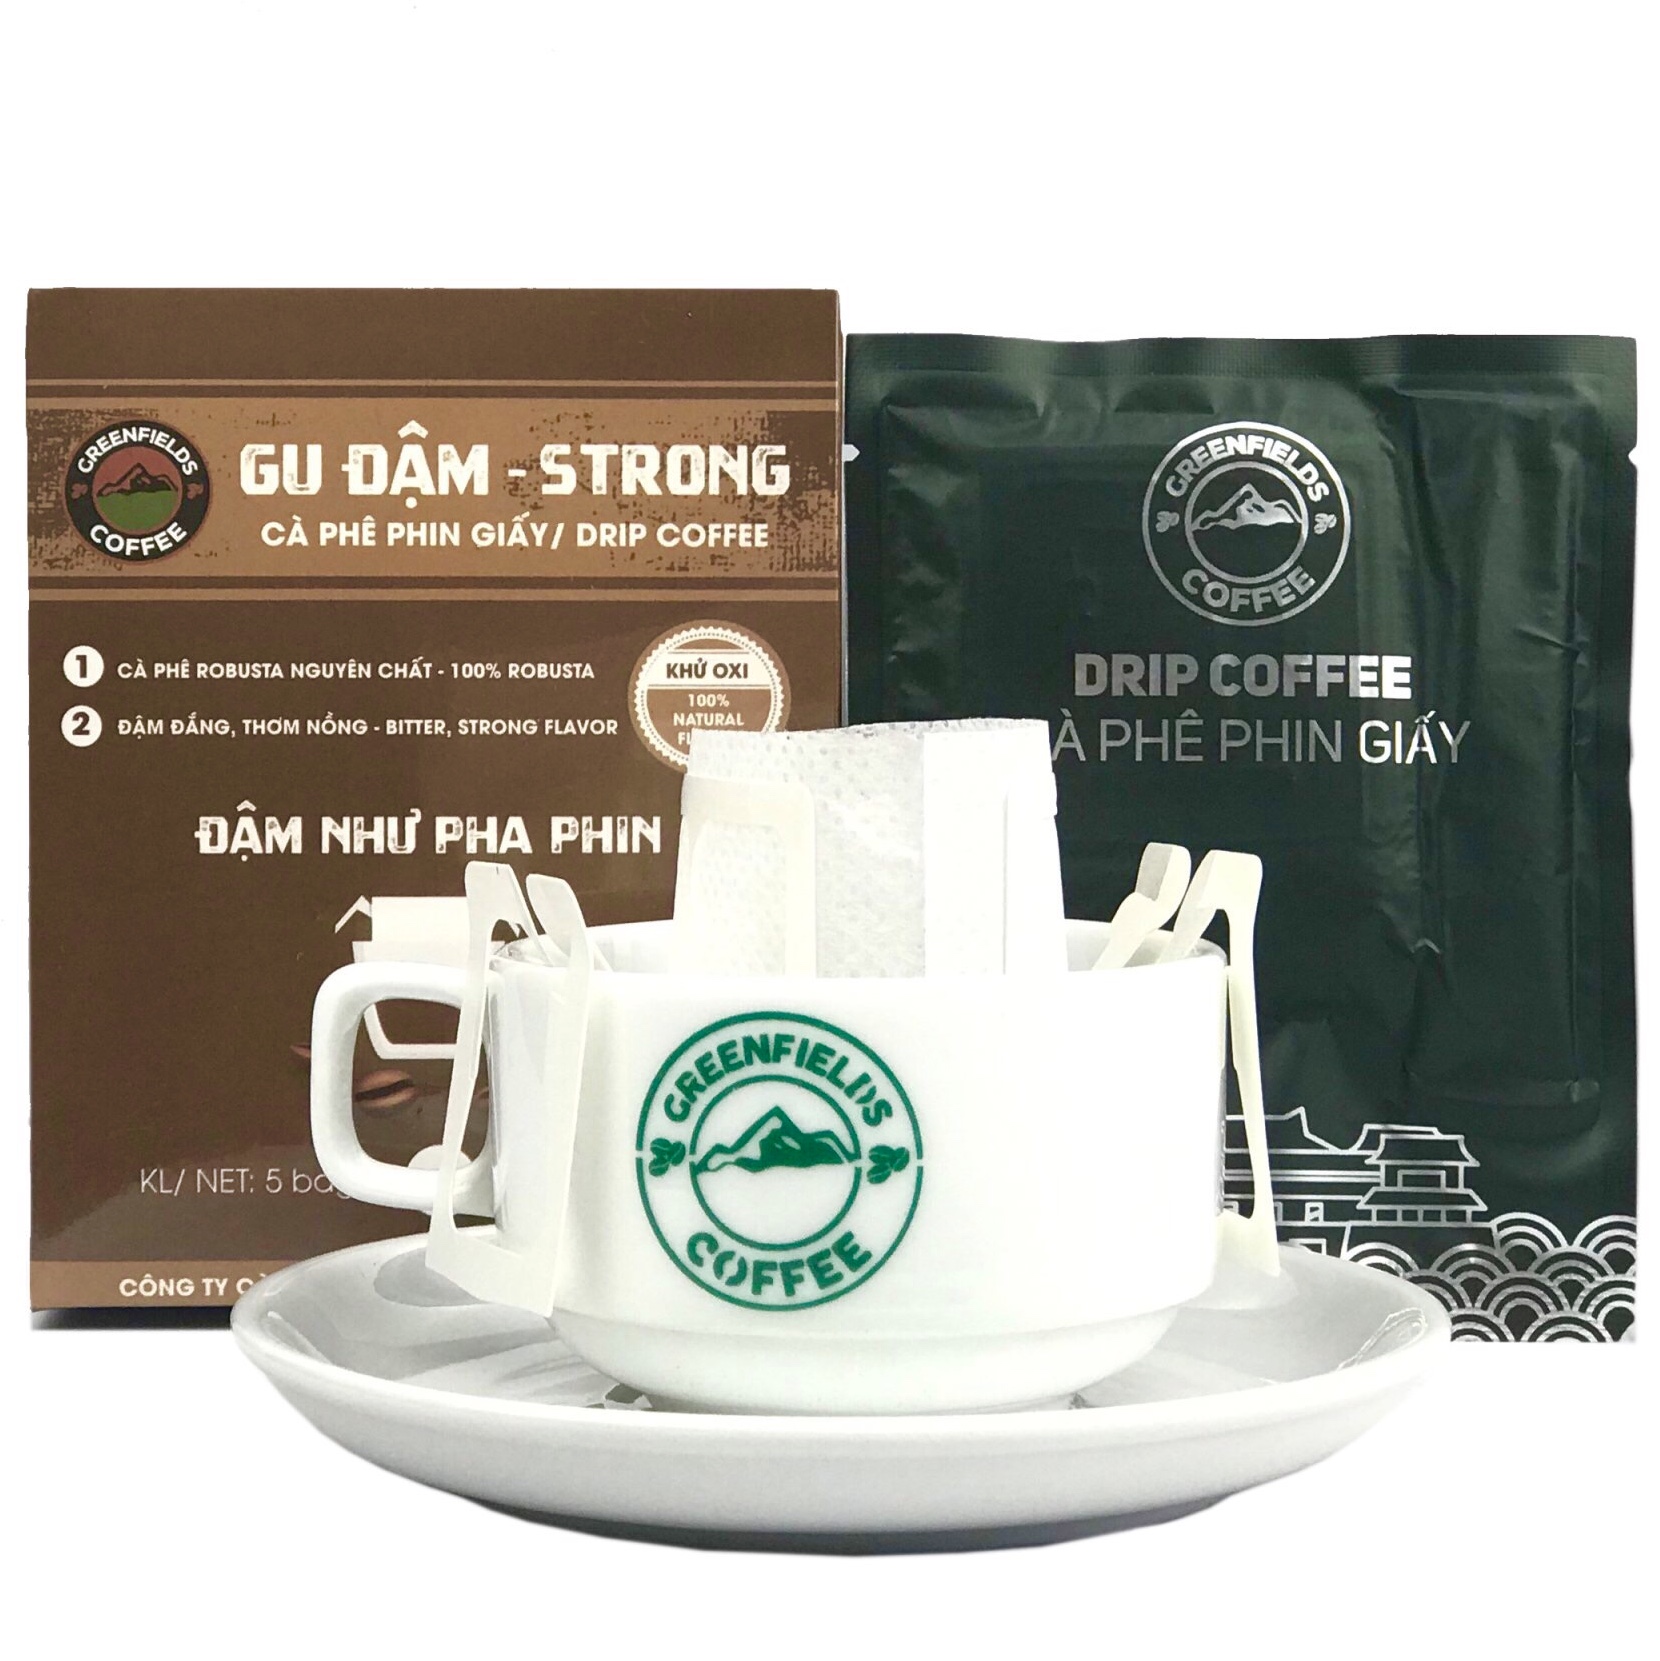 GREENFIELDS
COFFEE
GU ĐẬM - STRONG
CÀ PHÊ PHIN GIẤY/ DRIP COFFEE
1 CÀ PHÊ ROBUSTA NGUYÊN CHẤT - 100% ROBUSTA
2 ĐẬM ĐẮNG, THƠM NỒNG - BITTER, STRONG FLAVOR
KHỬ OXI
100%
NATURAL
ĐẬM NHƯ PHA PHIN
KL/ NET: 5
CÔNG TY
GREENFIELDS
COFFEE
DRIP COFFEE
PHÊ PHIN GIẤY
GREENFIELDS
COFFEE